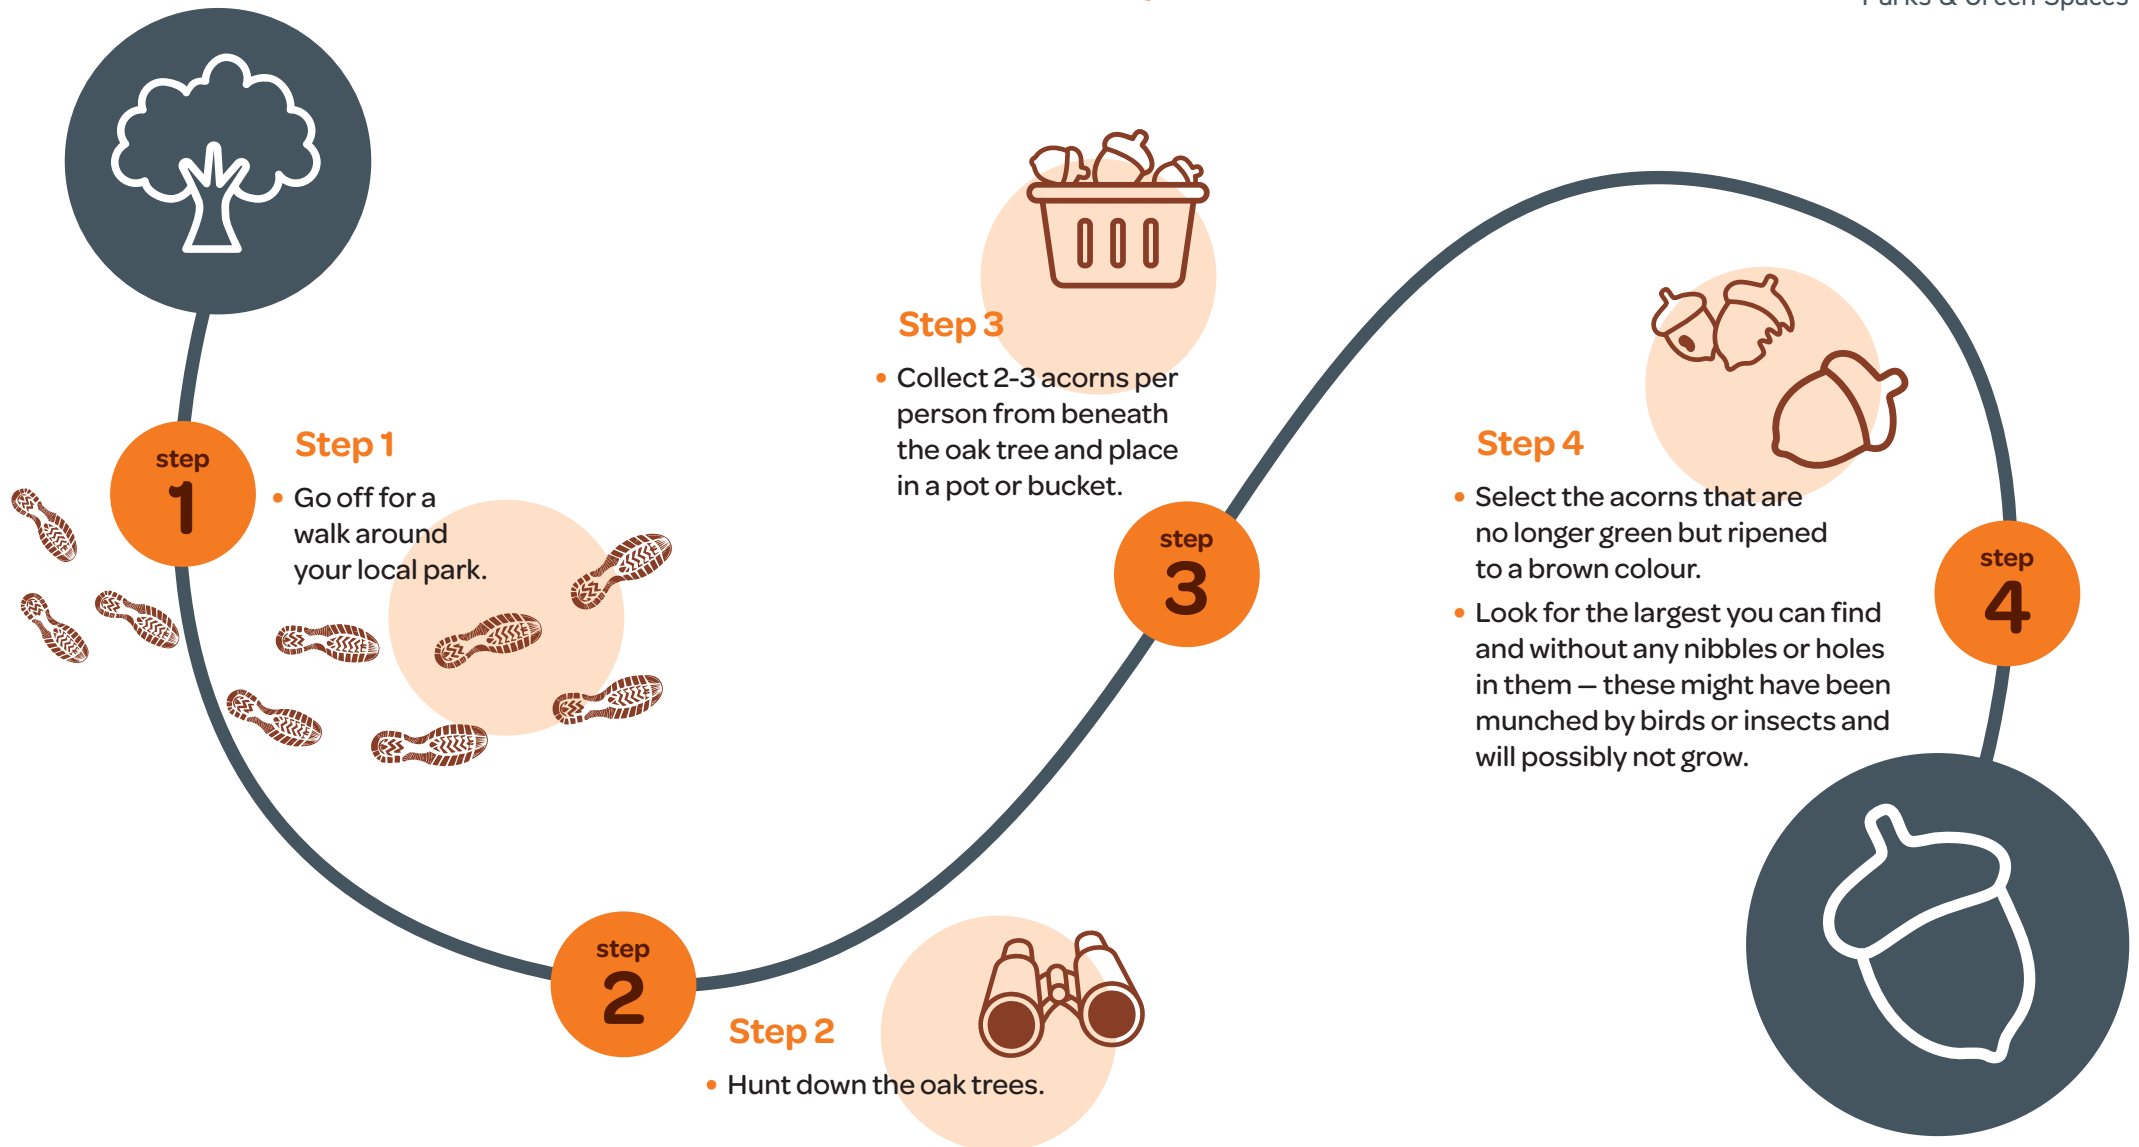 Parks & Green Spaces
step
1
Step 1
• Go off for a
walk around
your local park.
step
2
Step 2
• Hunt down the oak trees.
Step 3
• Collect 2-3 acorns per
person from beneath
the oak tree and place
in a pot or bucket.
step
3
Step 4
• Select the acorns that are
no longer green but ripened
to a brown colour.
• Look for the largest you can find
and without any nibbles or holes
in them – these might have been
munched by birds or insects and
will possibly not grow.
step
4